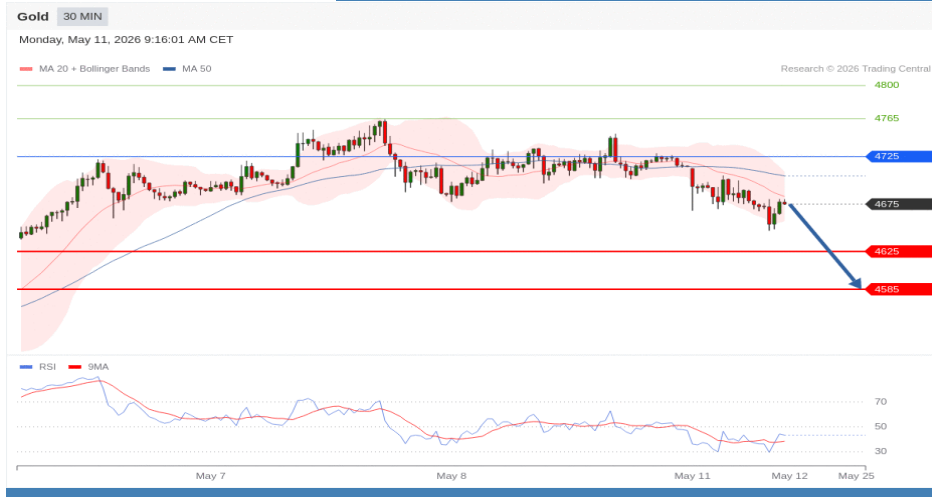 Gold 30 MIN
Monday, May 11, 2026 9:16:01 AM CET
MA 20 + Bollinger Bands MA 50 Research © 2026 Trading Central
4800
4765
4725
4675
4625
4585
RSI 9MA
70
50
30
May 7 May 8 May 11 May 12 May 25